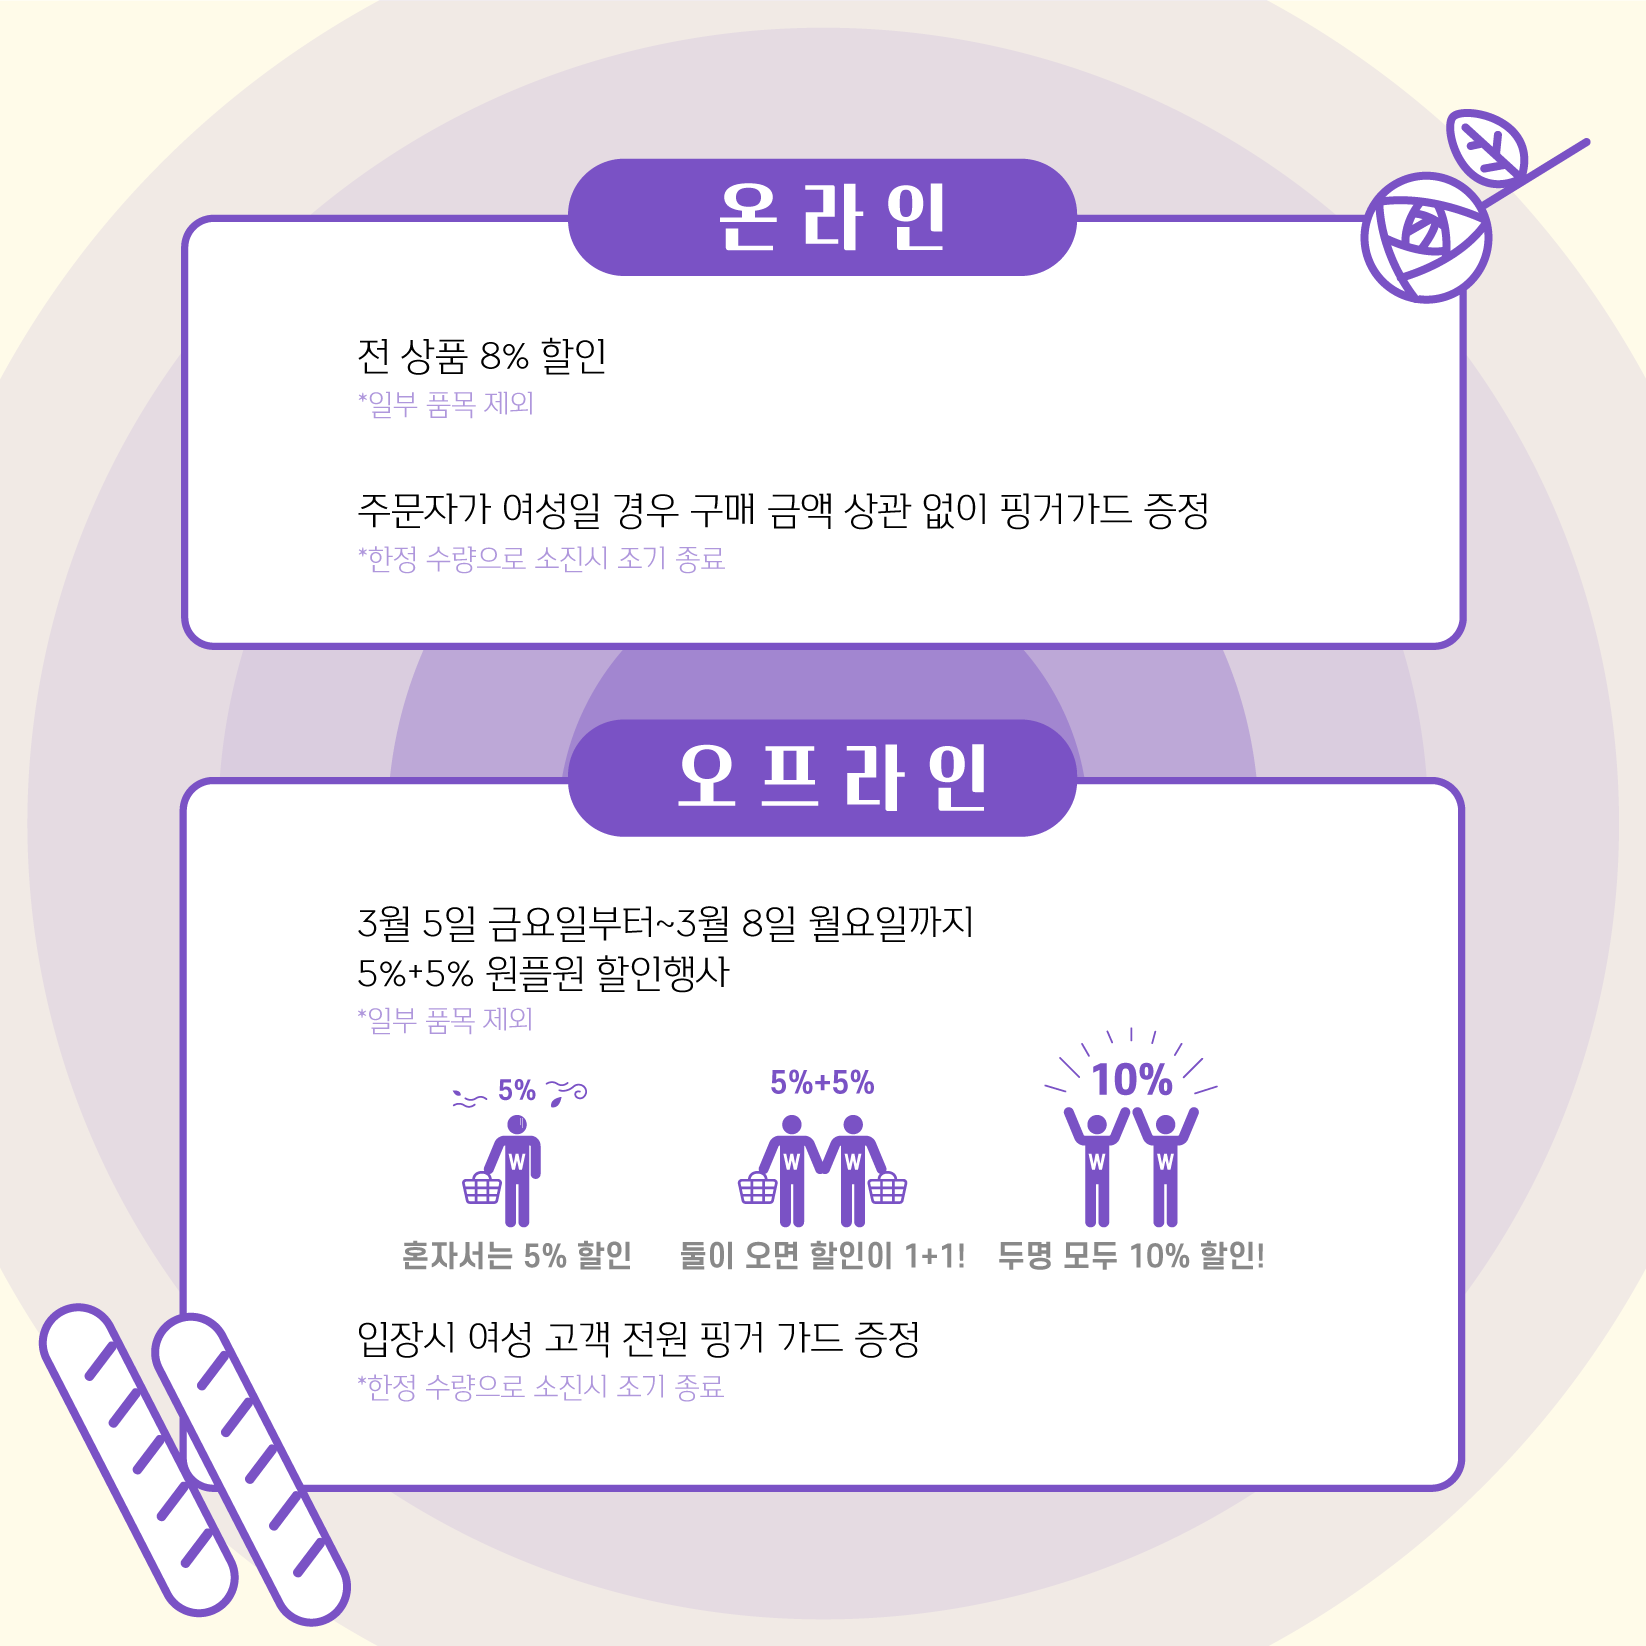 온라인
전 상품 8% 할인
*일부 품목 제외
주문자가 여성일 경우 구매 금액 상관 없이 핑거가드 증정
*한정 수량으로 소진시 조기 종료
오프라인
3월 5일 금요일부터~3월 8일 월요일까지
5%+5% 원플원 할인행사
*일부 품목 제외
5%
5%+5%
10%
W
W W
W W
혼자서는 5% 할인
둘이 오면 할인이 1+1!
두명 모두 10% 할인!
입장시 여성 고객 전원 핑거 가드 증정
*한정 수량으로 소진시 조기 종료